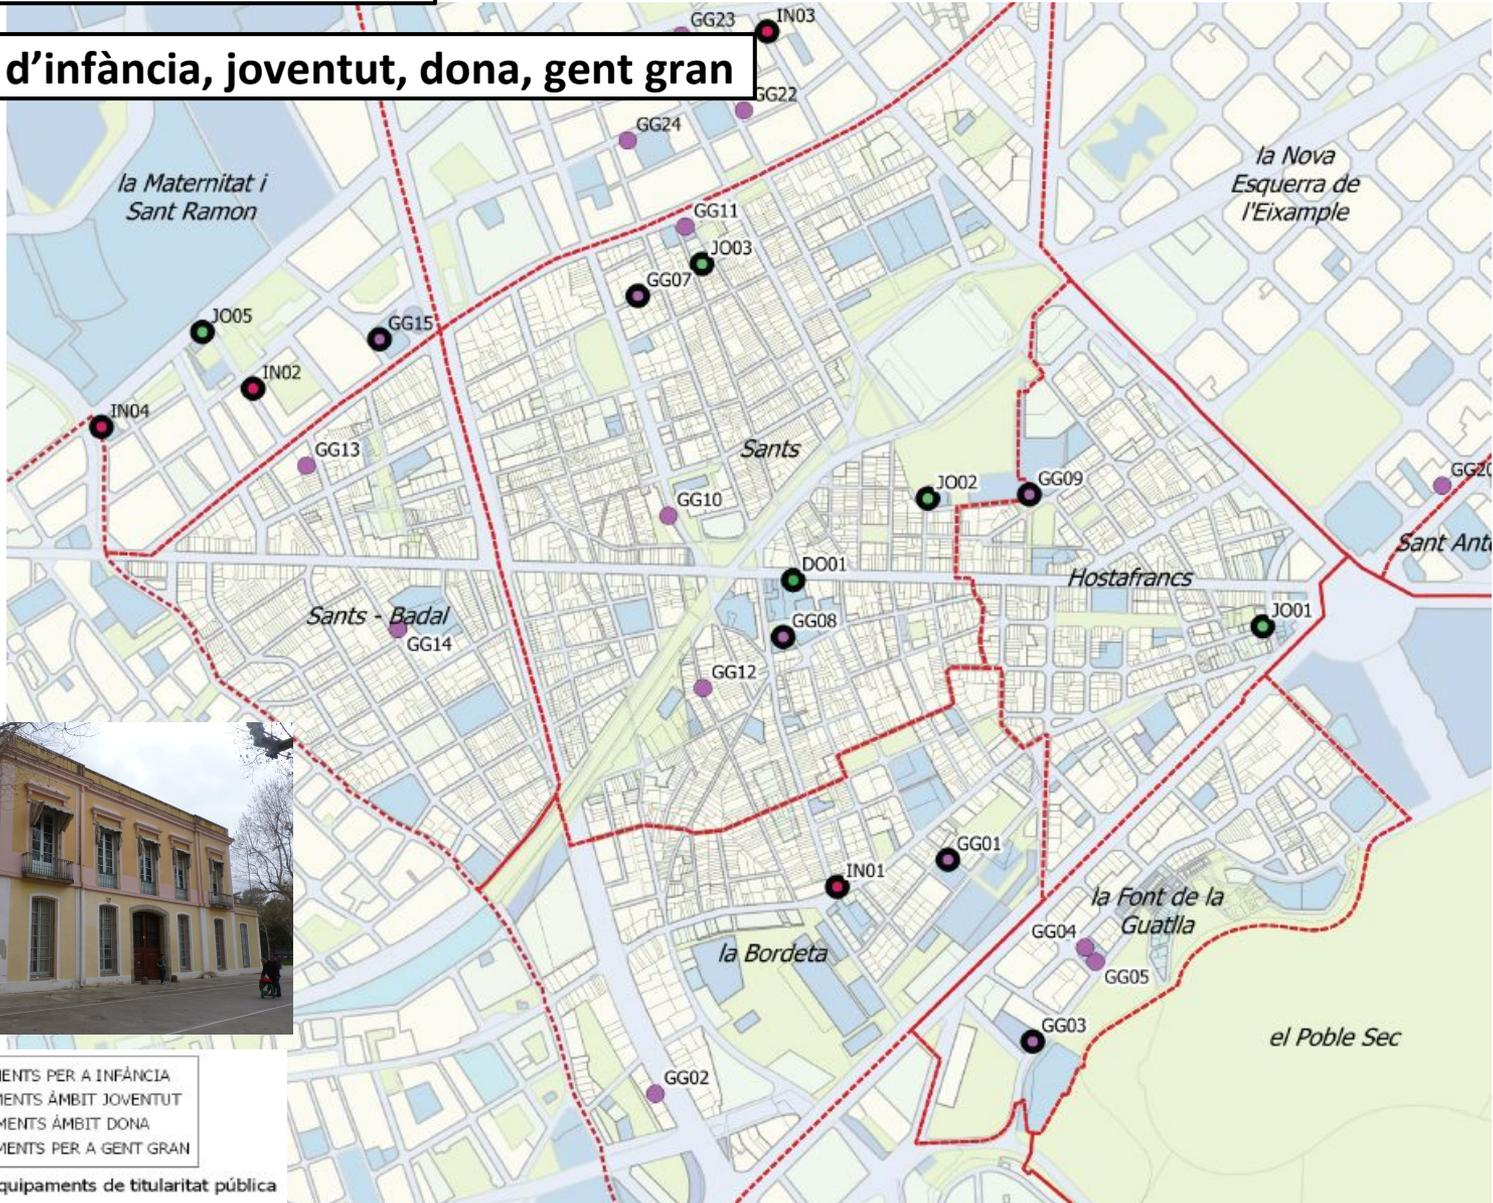 d'infància, joventut, dona, gent gran
GG23
IN03
GG22
GG24
la Maternitat i
Sant Ramon
la Nova
Esquerra de
l'Eixample
GG11
JO03
GG07
JO05
GG15
IN02
IN04
GG13
Sants
GG10
JO02
GG09
GG20
Sant Anto
DO01
Hostafrancs
Sants - Badal
GG14
GG08
JO01
GG12
GG01
IN01
la Font de la
Guatlla
GG04
GG05
la Bordeta
GG03
el Poble Sec
GG02
MENTS PER A INFÀNCIA
MENTS ÀMBIT JOVENTUT
MENTS ÀMBIT DONA
MENTS PER A GENT GRAN
quipaments de titularitat pública